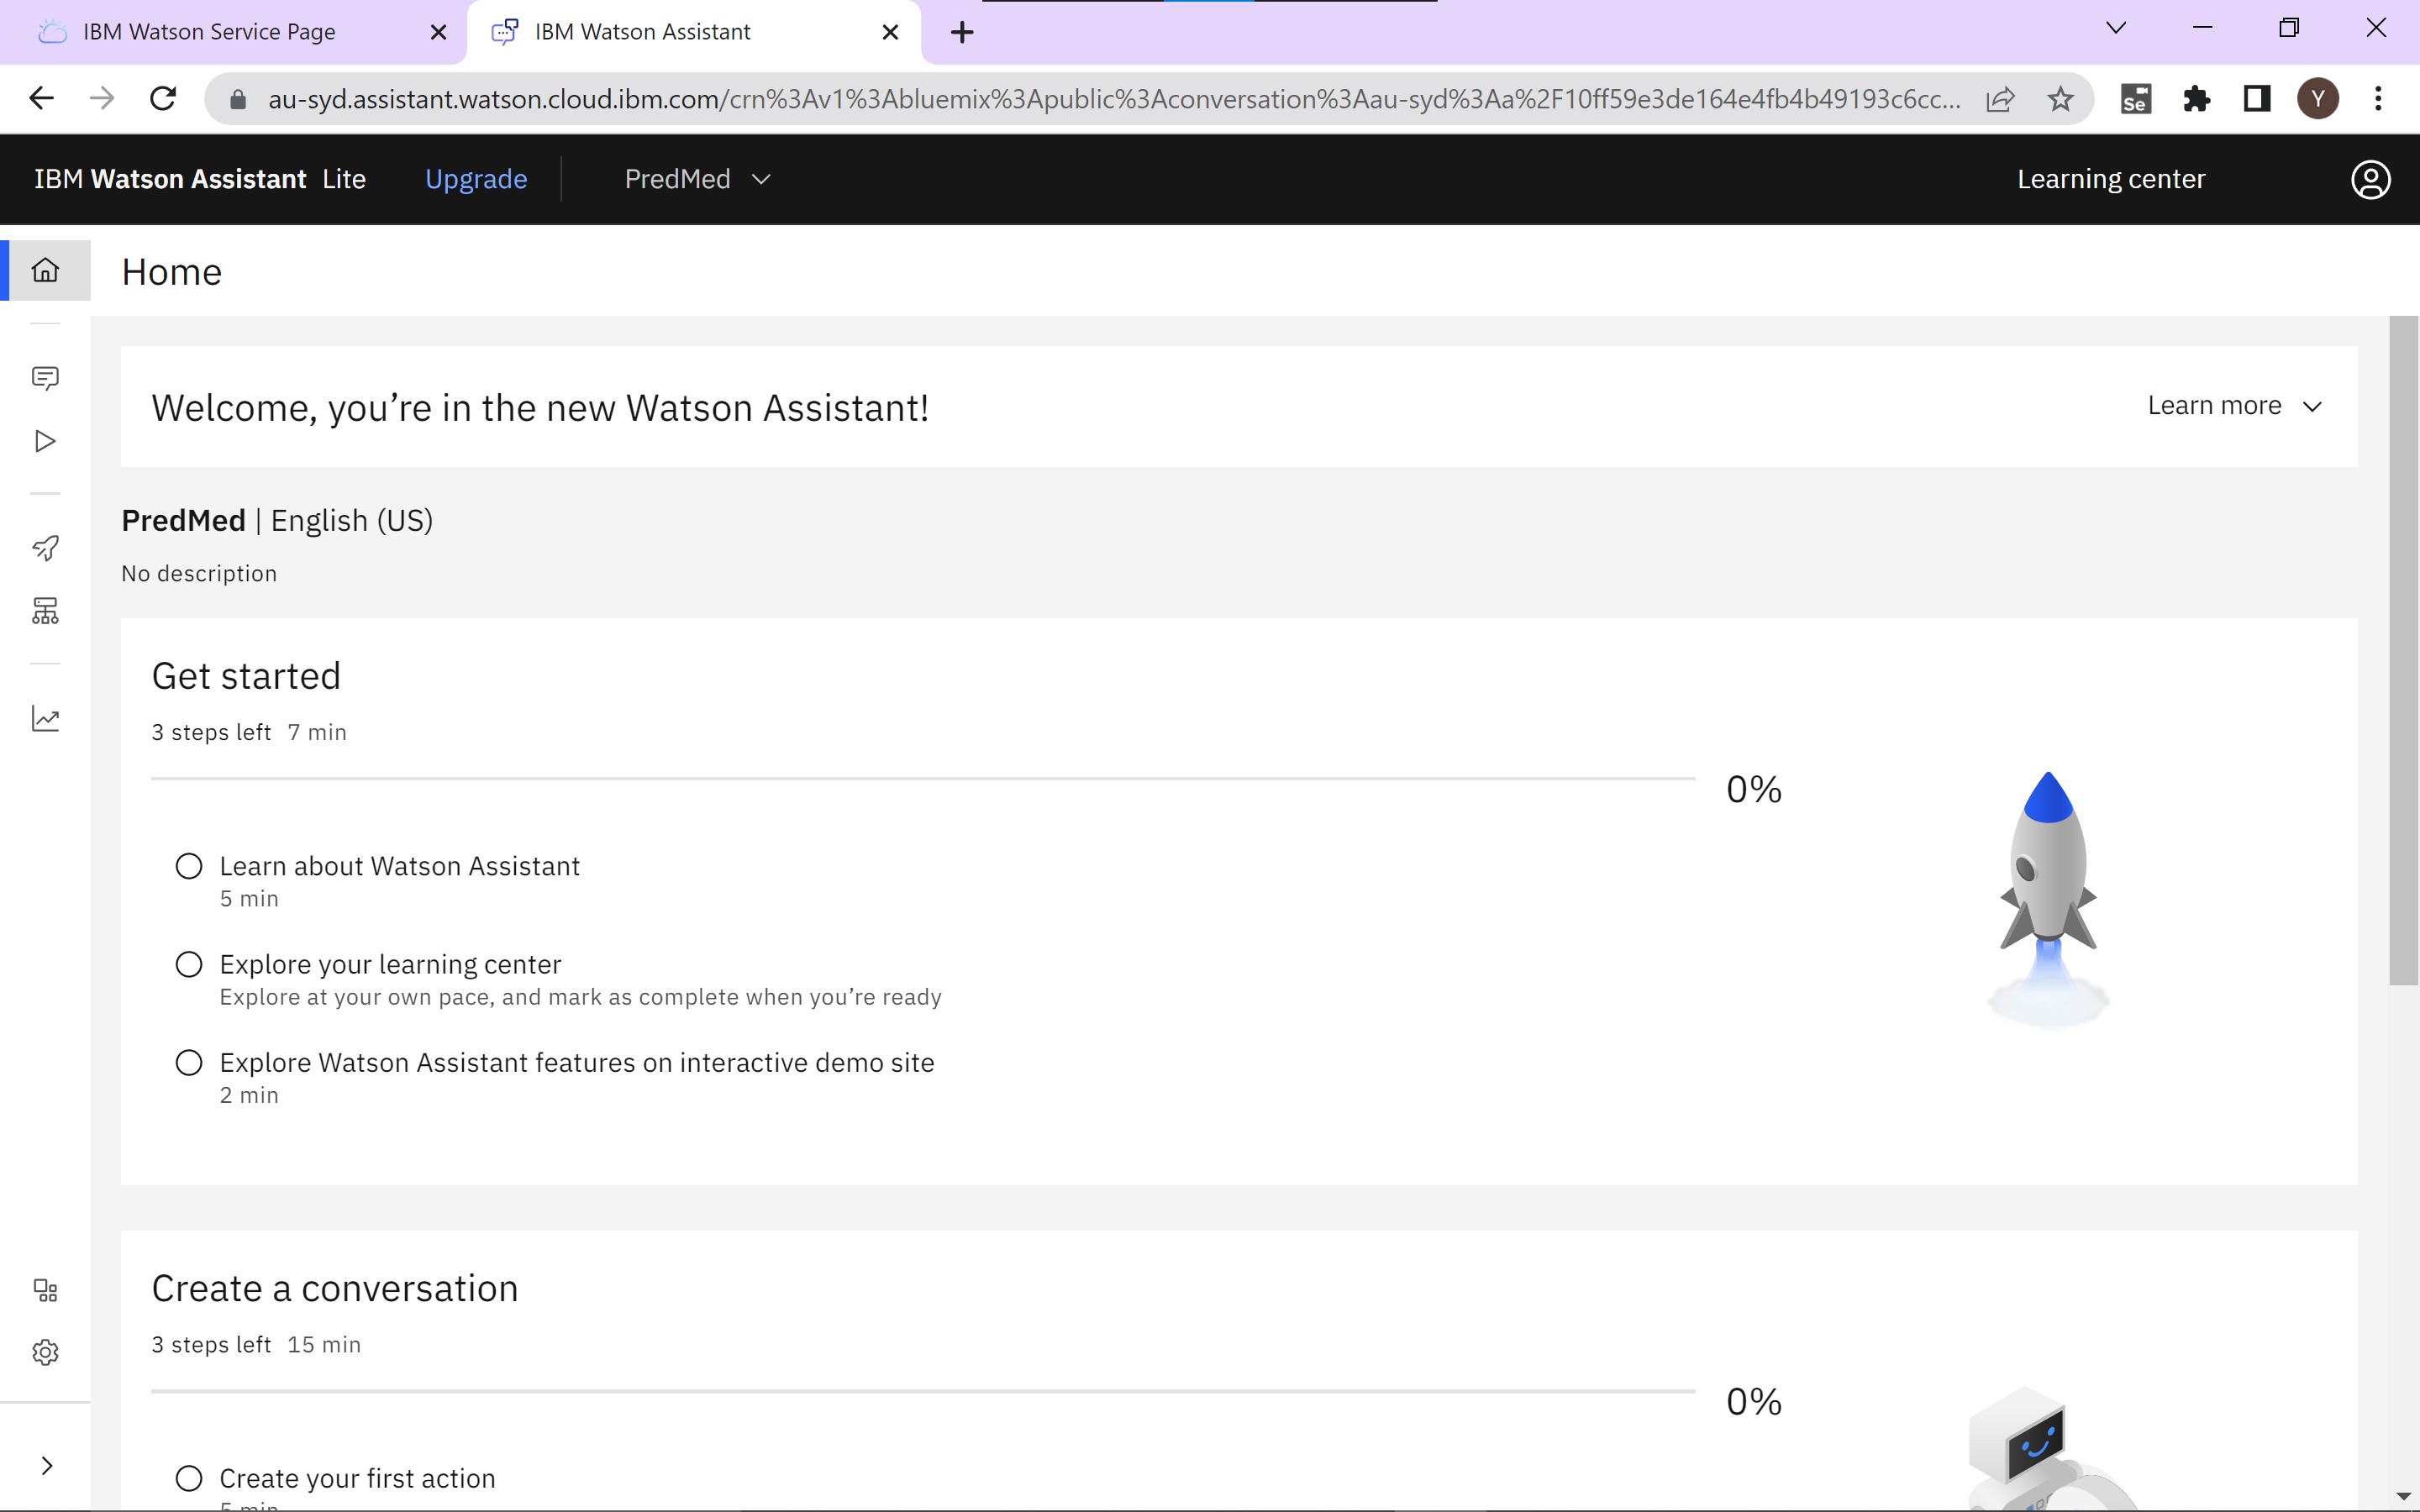 IBM Watson Service Page
IBM Watson Assistant
au-syd.assistant.watson.cloud.ibm.com/crn%3Av1%3Abluemix%3Apublic%3Aconversation%3Aau-syd%3Aa%2F10ff59e3de164e4fb4b49193c6cc...
Se
Y
IBM Watson Assistant Lite
Upgrade
PredMed
Learning center
Home
Welcome, you’re in the new Watson Assistant!
Learn more
PredMed | English (US)
No description
Get started
3 steps left 7 min
0%
Learn about Watson Assistant
5 min
Explore your learning center
Explore at your own pace, and mark as complete when you’re ready
Explore Watson Assistant features on interactive demo site
2 min
Create a conversation
3 steps left 15 min
0%
Create your first action
5 min